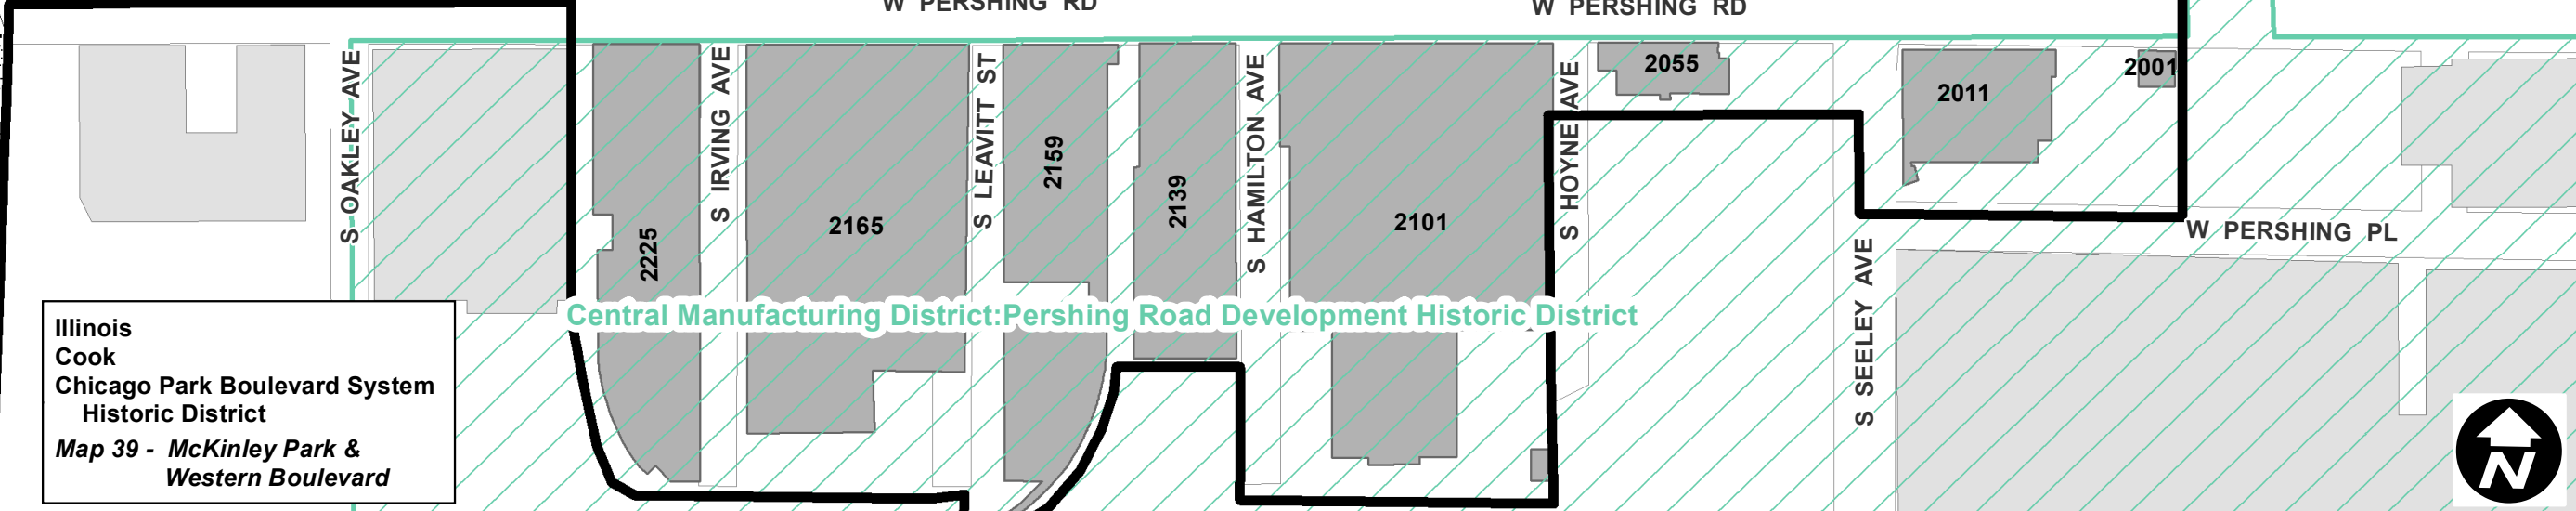 W PERSHING RD
W PERSHING RD
S OAKLEY AVE
S IRVING AVE
S LEAVITT ST
S HAMILTON AVE
S HOYNE AVE
2055
2011
2001
2159
2139
2225
2165
2101
W PERSHING PL
S SEELEY AVE
Central Manufacturing District:Pershing Road Development Historic District
Illinois
Cook
Chicago Park Boulevard System
Historic District
Map 39 - McKinley Park &
Western Boulevard
N